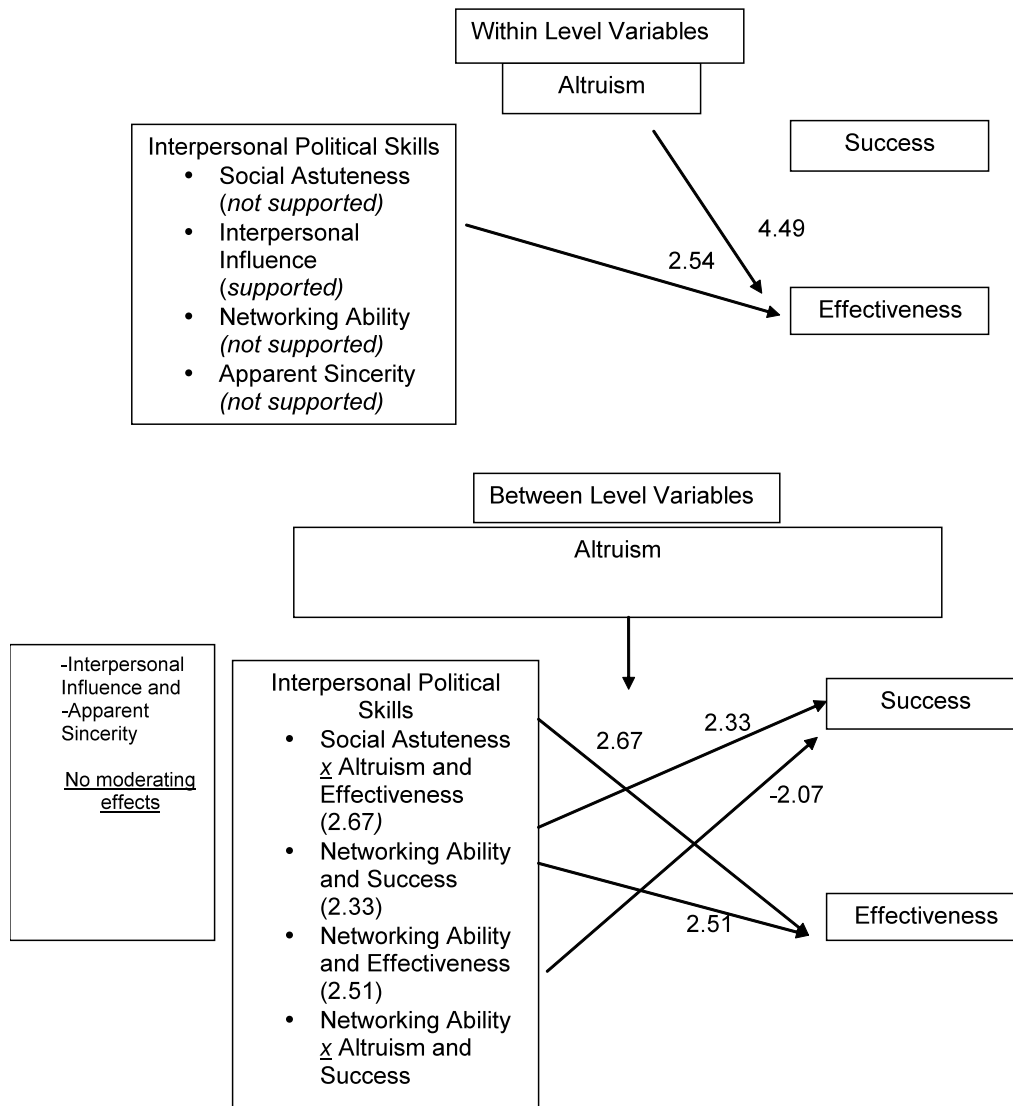 Within Level Variables
Altruism
Interpersonal Political Skills
• Social Astuteness
(not supported)
• Interpersonal
Influence
(supported)
• Networking Ability
(not supported)
• Apparent Sincerity
(not supported)
Success
4.49
2.54
Effectiveness
Between Level Variables
Altruism
-Interpersonal
Influence and
-Apparent
Sincerity
No moderating
effects
Interpersonal Political
Skills
• Social Astuteness
x Altruism and
Effectiveness
(2.67)
• Networking Ability
and Success
(2.33)
• Networking Ability
and Effectiveness
(2.51)
• Networking Ability
x Altruism and
Success
2.67
2.33
-2.07
2.51
Success
Effectiveness